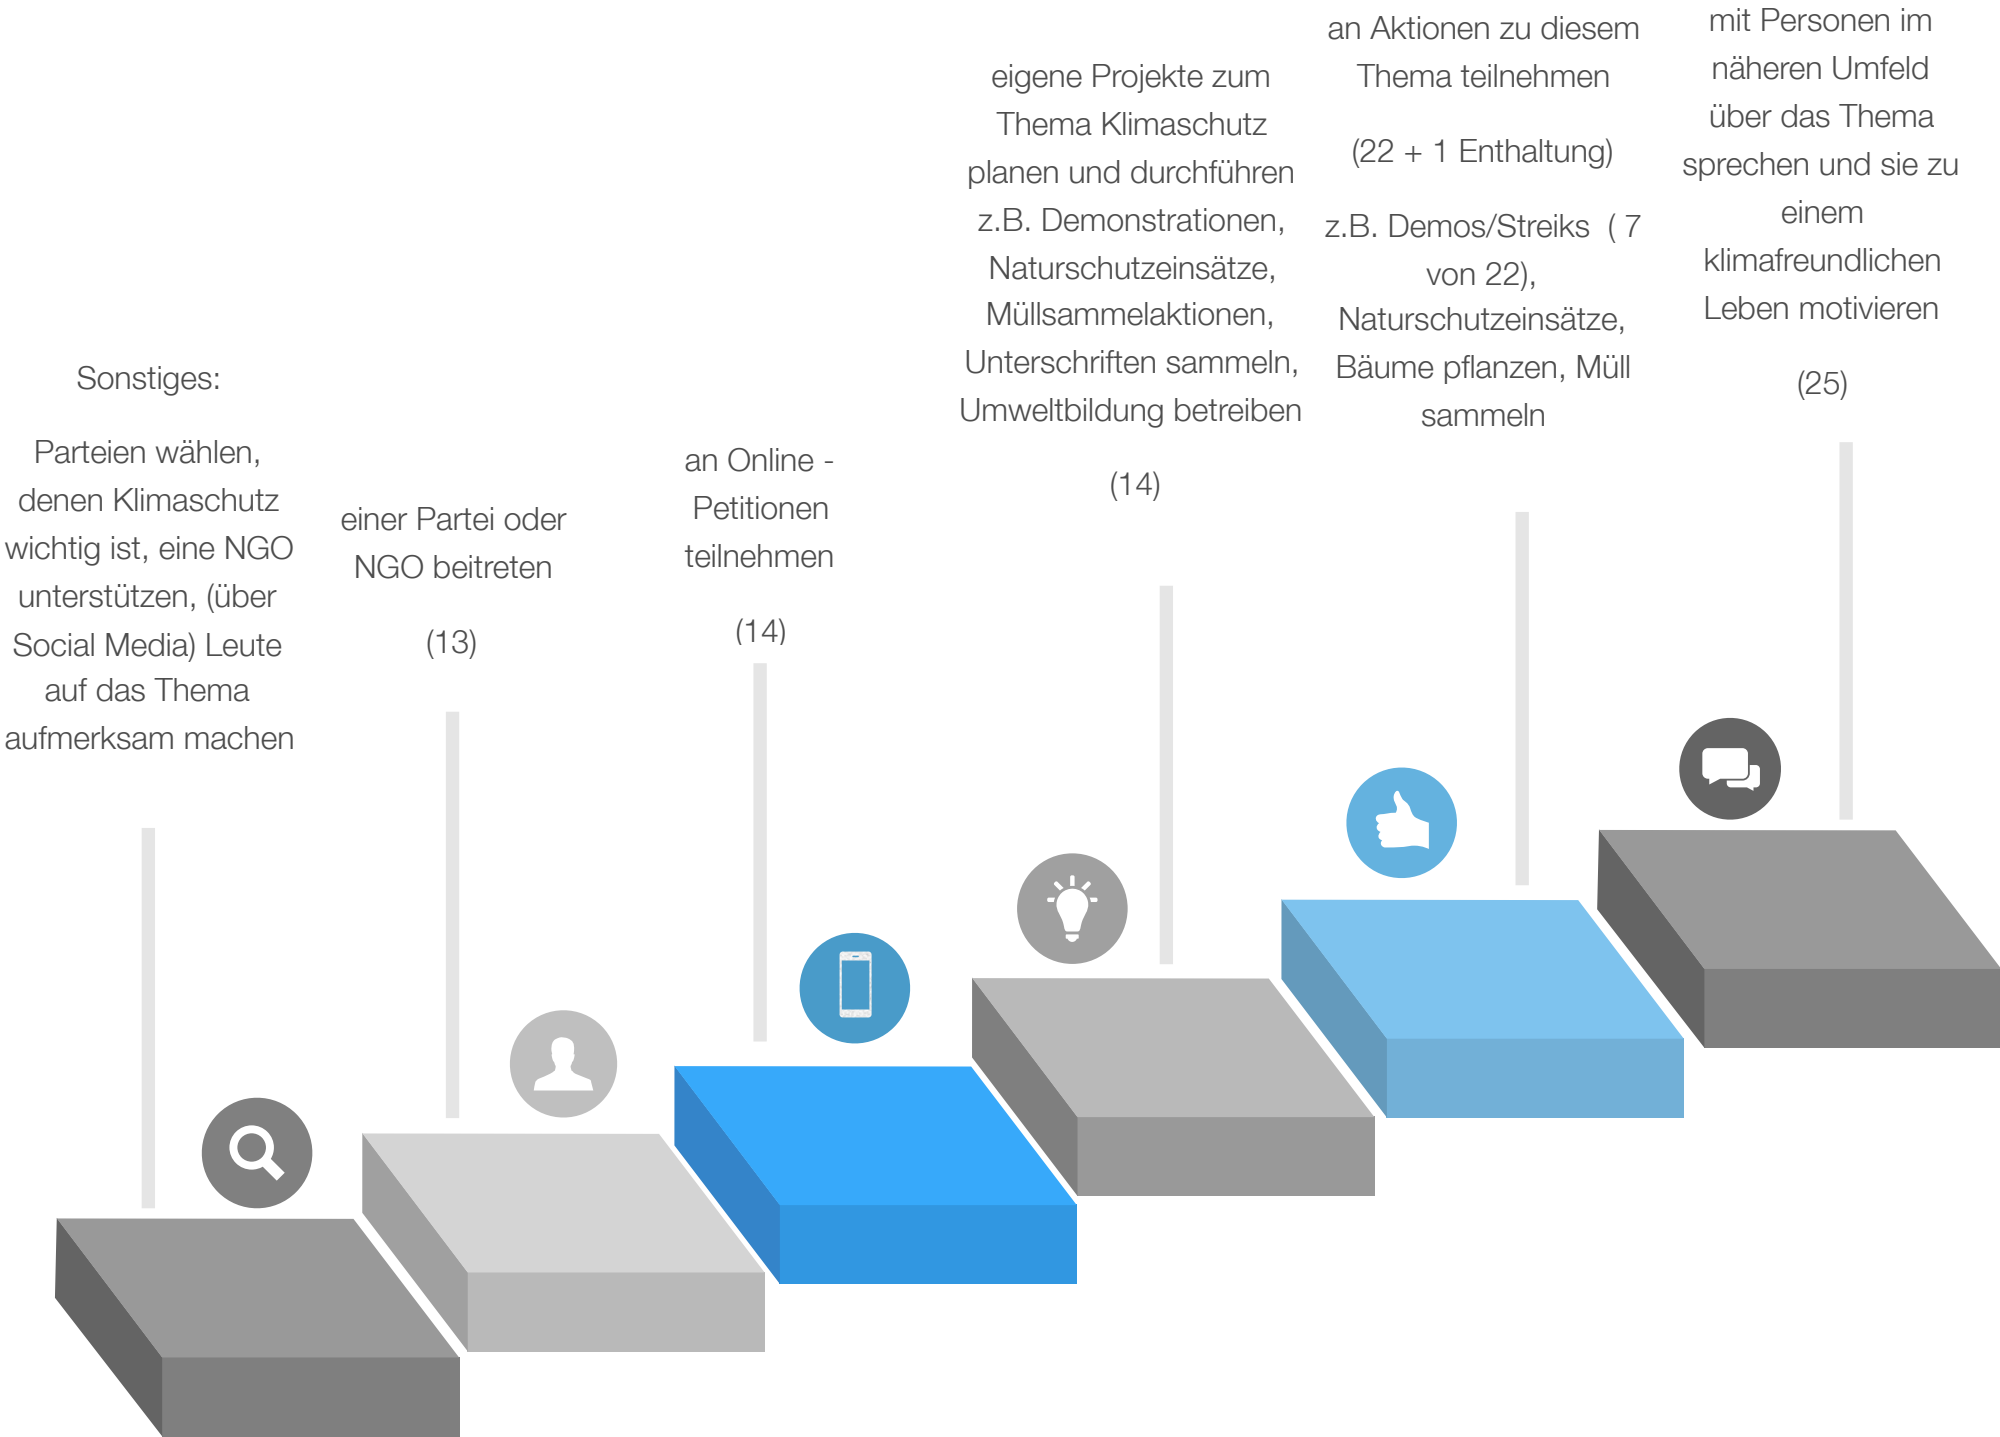 Sonstiges:
Parteien wählen,
denen Klimaschutz
wichtig ist, eine NGO
unterstützen, (über
Social Media) Leute
auf das Thema
aufmerksam machen
einer Partei oder
NGO beitreten
(13)
an Online -
Petitionen
teilnehmen
(14)
eigene Projekte zum
Thema Klimaschutz
planen und durchführen
z.B. Demonstrationen,
Naturschutzeinsätze,
Müllsammelaktionen,
Unterschriften sammeln,
Umweltbildung betreiben
(14)
an Aktionen zu diesem
Thema teilnehmen
(22 + 1 Enthaltung)
z.B. Demos/Streiks ( 7
von 22),
Naturschutzeinsätze,
Bäume pflanzen, Müll
sammeln
mit Personen im
näheren Umfeld
über das Thema
sprechen und sie zu
einem
klimafreundlichen
Leben motivieren
(25)